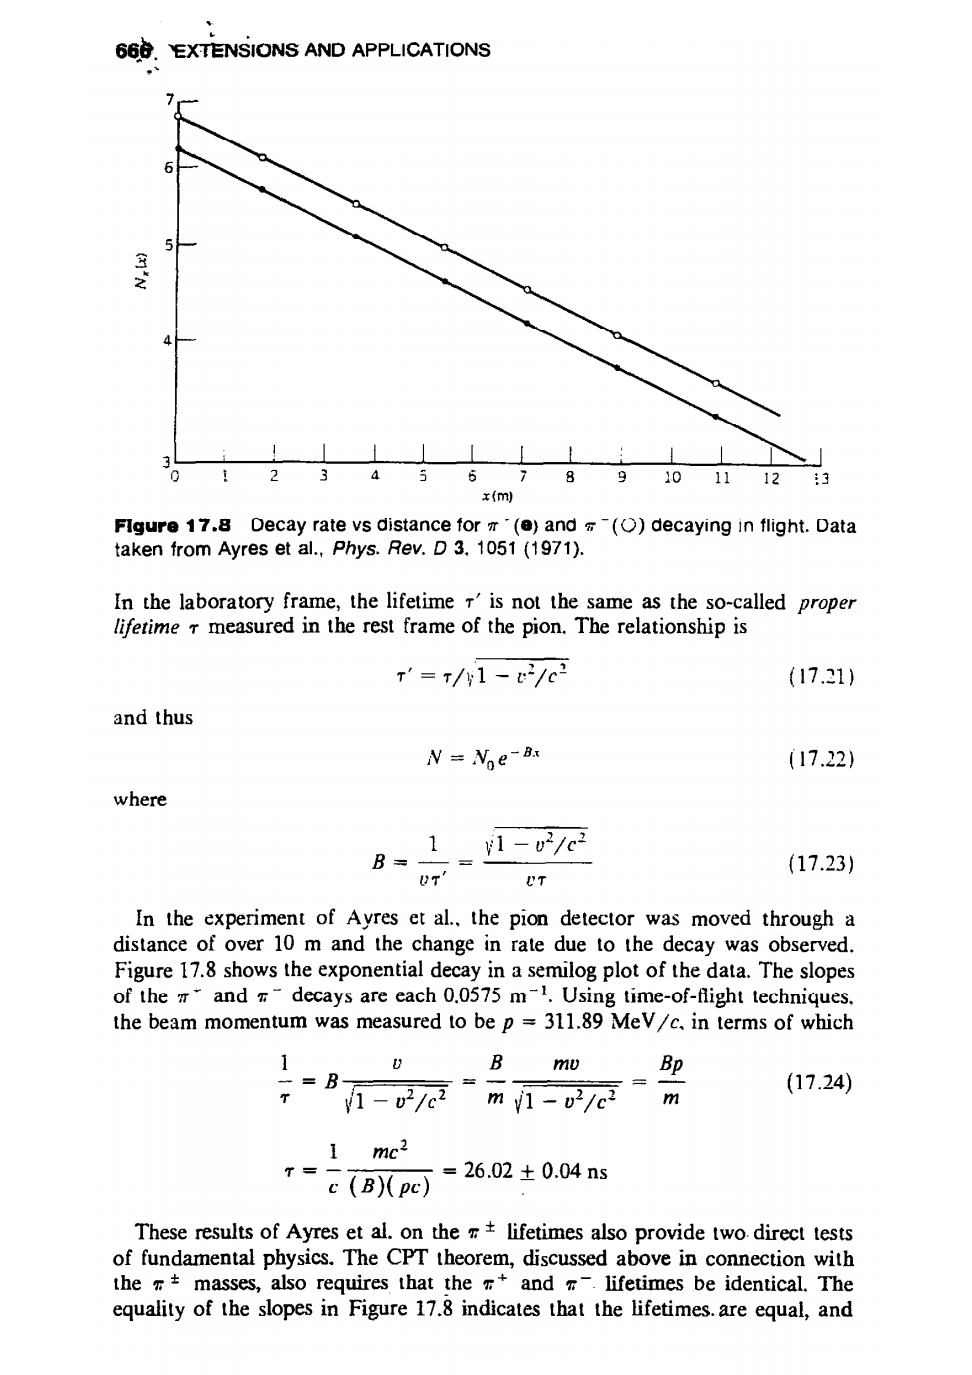 666. EXTENSIONS AND APPLICATIONS
7
6
5
4
3
N_π(x)
0 1 2 3 4 5 6 7 8 9 10 11 12 13
x(m)
Figure 17.8 Decay rate vs distance for π⁻(●) and π⁻(○) decaying in flight. Data
taken from Ayres et al., Phys. Rev. D 3, 1051 (1971).
In the laboratory frame, the lifetime τ′ is not the same as the so-called proper
lifetime τ measured in the rest frame of the pion. The relationship is
τ′ = τ/√1 − v²/c² (17.21)
and thus
N = N₀e^{−Bx} (17.22)
where
B = 1/(vτ′) = √(1 − v²/c²)/(vτ) (17.23)
In the experiment of Ayres et al., the pion detector was moved through a
distance of over 10 m and the change in rate due to the decay was observed.
Figure 17.8 shows the exponential decay in a semilog plot of the data. The slopes
of the π⁺ and π⁻ decays are each 0.0575 m⁻¹. Using time-of-flight techniques,
the beam momentum was measured to be p = 311.89 MeV/c, in terms of which
1/τ = B v/√(1 − v²/c²) = (B/m) mv/√(1 − v²/c²) = Bp/m (17.24)
τ = (1/c) mc²/((B)(pc)) = 26.02 ± 0.04 ns
These results of Ayres et al. on the π± lifetimes also provide two direct tests
of fundamental physics. The CPT theorem, discussed above in connection with
the π± masses, also requires that the π⁺ and π⁻ lifetimes be identical. The
equality of the slopes in Figure 17.8 indicates that the lifetimes are equal, and